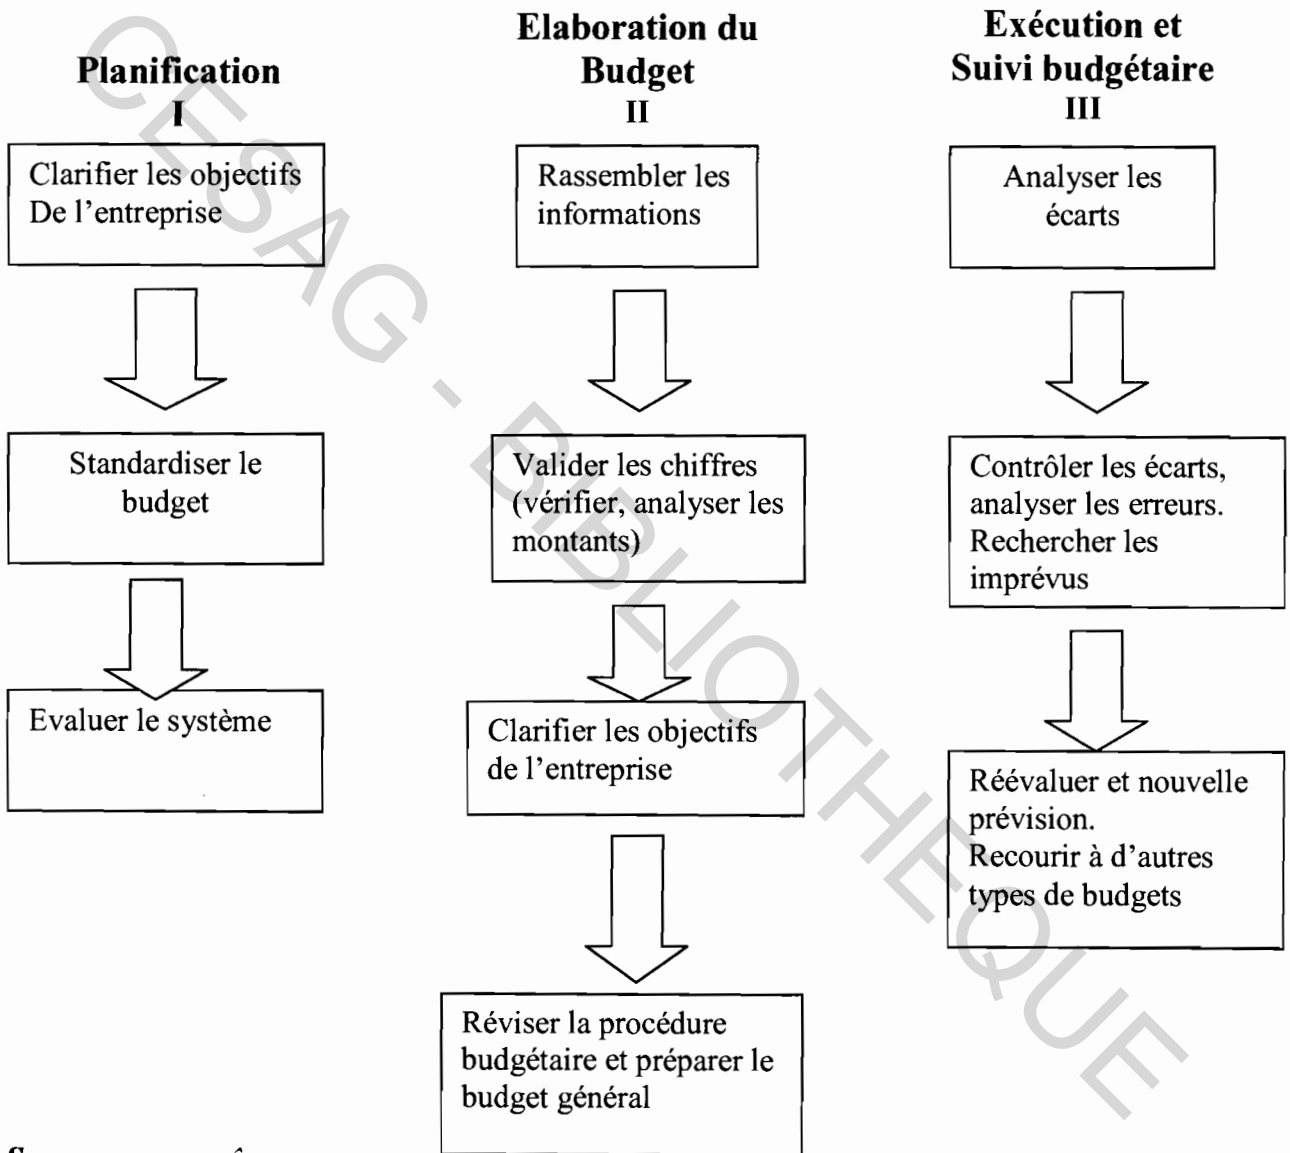 Planification
I
Clarifier les objectifs
De l'entreprise
Standardiser le
budget
Evaluer le système
Elaboration du
Budget
II
Rassembler les
informations
Valider les chiffres
(vérifier, analyser les
montants)
Clarifier les objectifs
de l'entreprise
Réviser la procédure
budgétaire et préparer le
budget général
Exécution et
Suivi budgétaire
III
Analyser les
écarts
Contrôler les écarts,
analyser les erreurs.
Rechercher les
imprévus
Réévaluer et nouvelle
prévision.
Recourir à d'autres
types de budgets
CESAG - BIBLIOTHEQUE